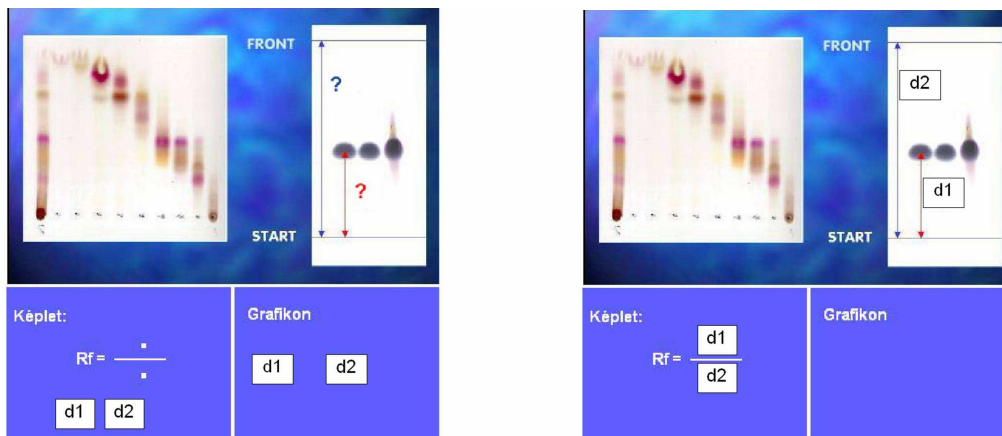 FRONT
?
?
START
Képlet:
Rf =
d1 d2
Grafikon
d1 d2
FRONT
d2
d1
START
Képlet:
Rf =
d1
d2
Grafikon